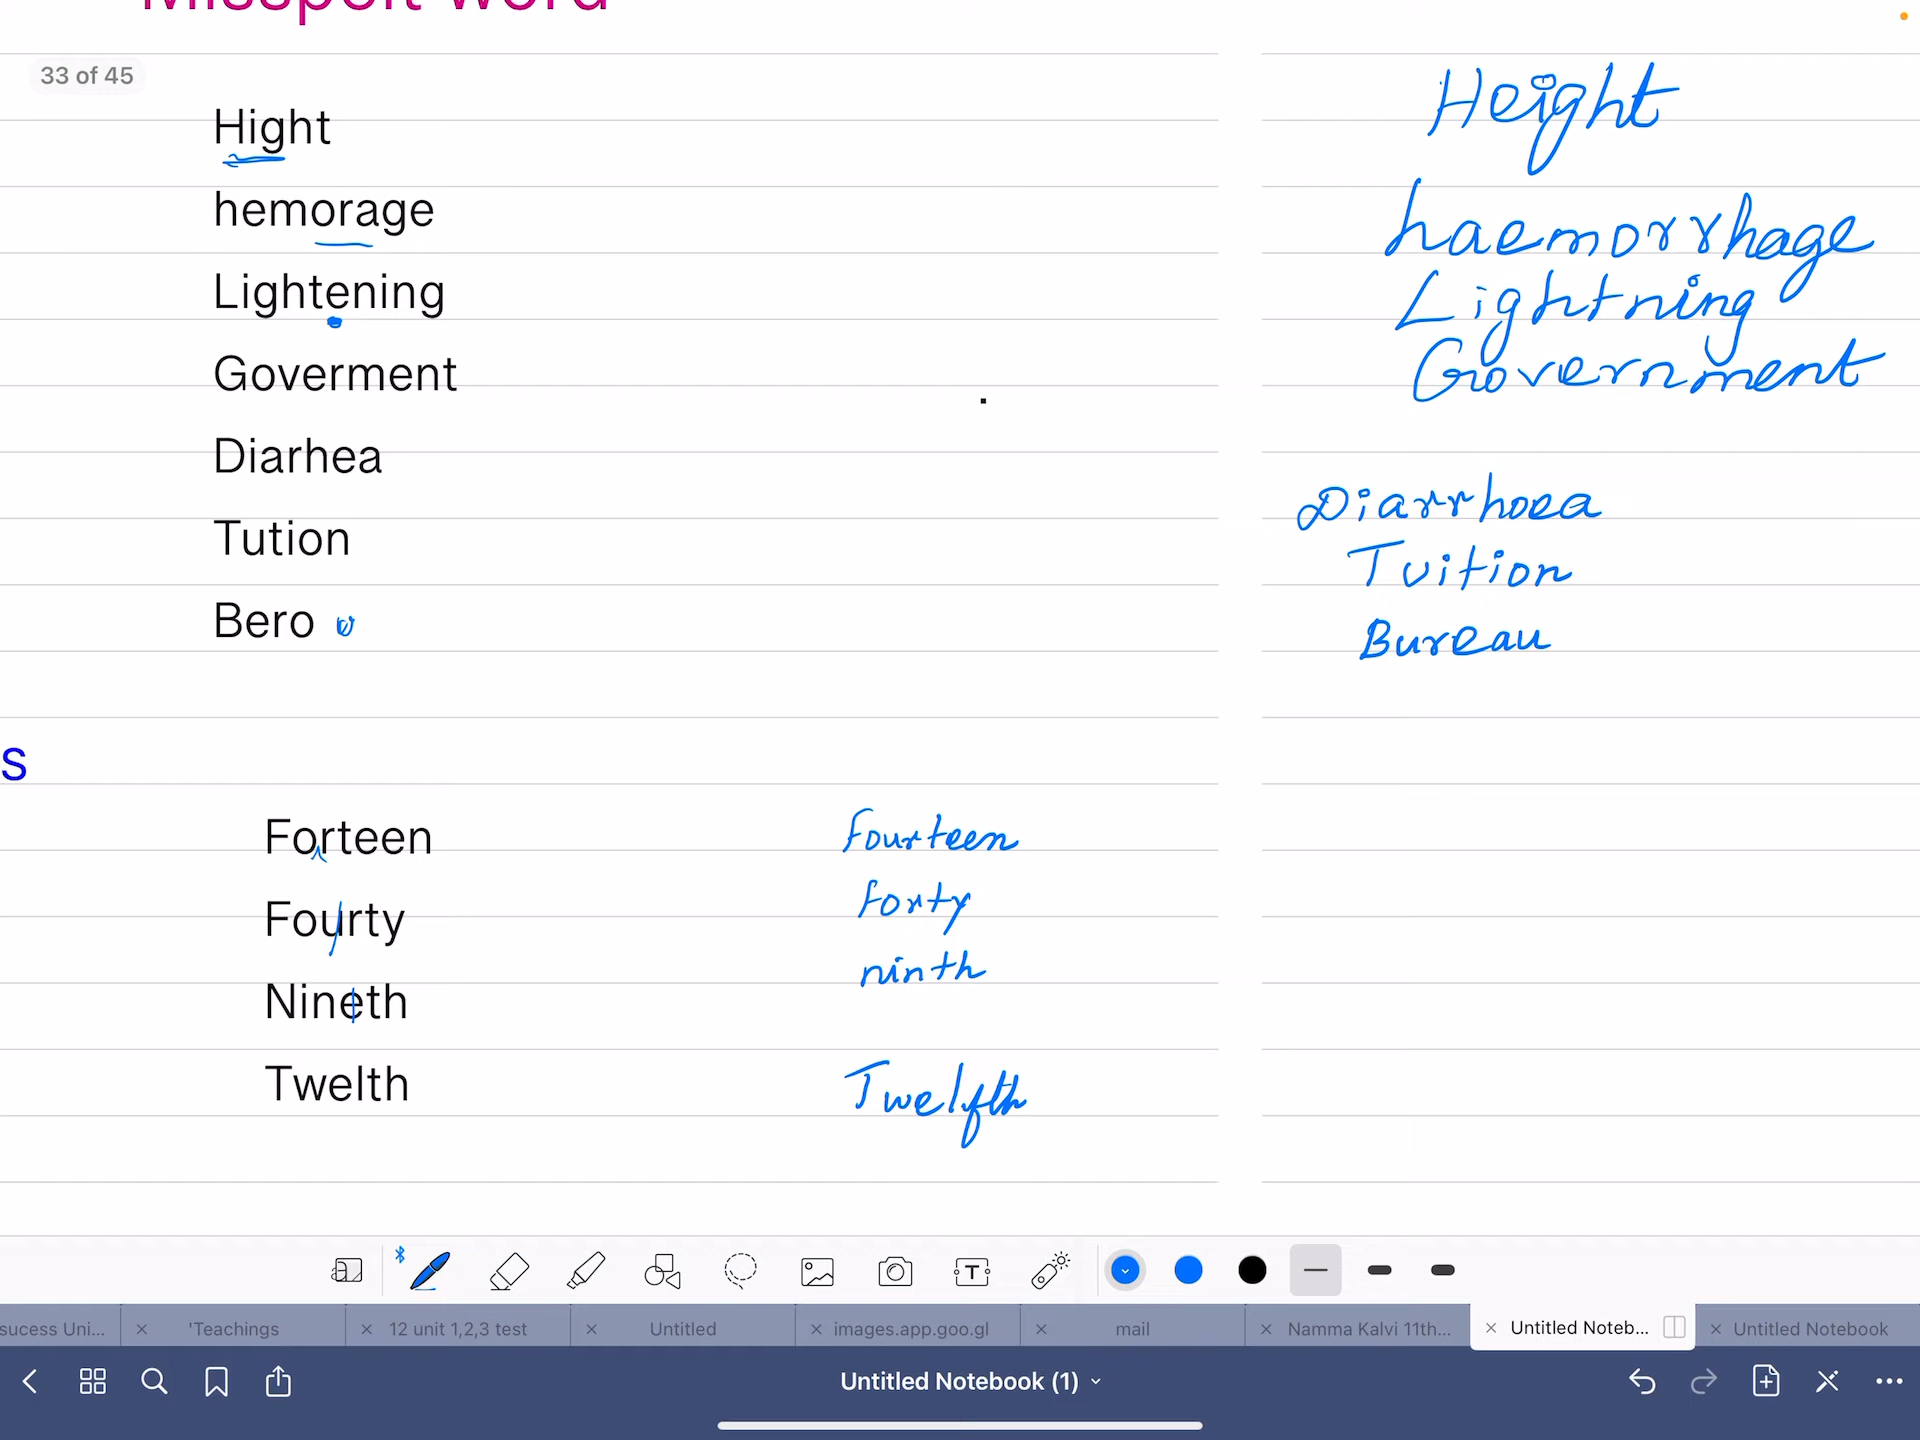 Misspelt word
33 of 45
Hight Height
hemorage haemorrhage
Lightening Lightning
Goverment Government
Diarhea Diarrhoea
Tution Tuition
Bero u Bureau
s
Forteen fourteen
Fourty forty
Nineth ninth
Twelth Twelfth
sucess Uni... 'Teachings 12 unit 1,2,3 test Untitled images.app.goo.gl mail Namma Kalvi 11th... Untitled Noteb... Untitled Notebook
Untitled Notebook (1)